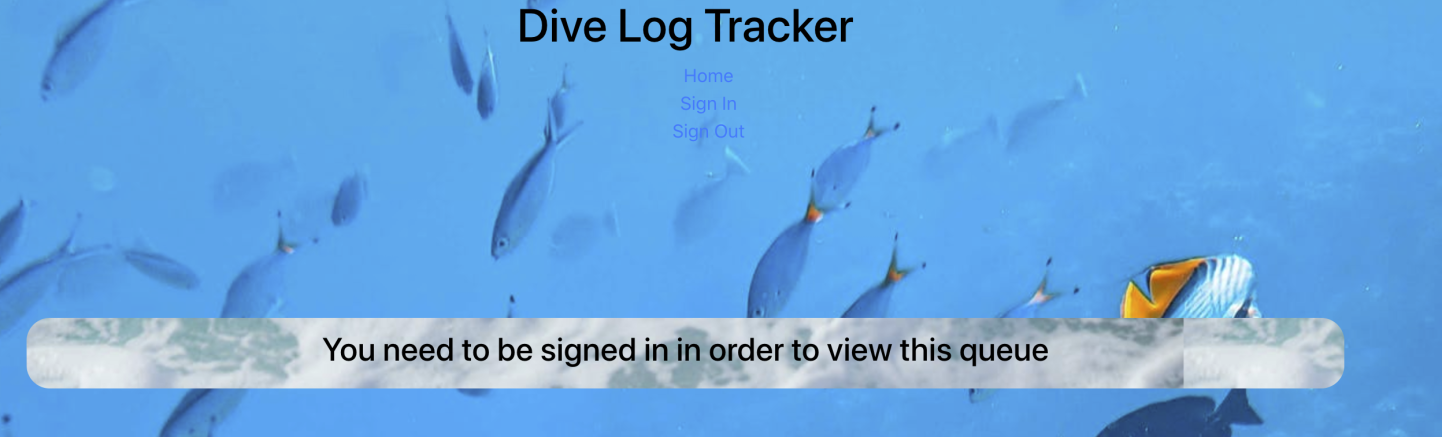 Dive Log Tracker
Home
Sign In
Sign Out
You need to be signed in in order to view this queue